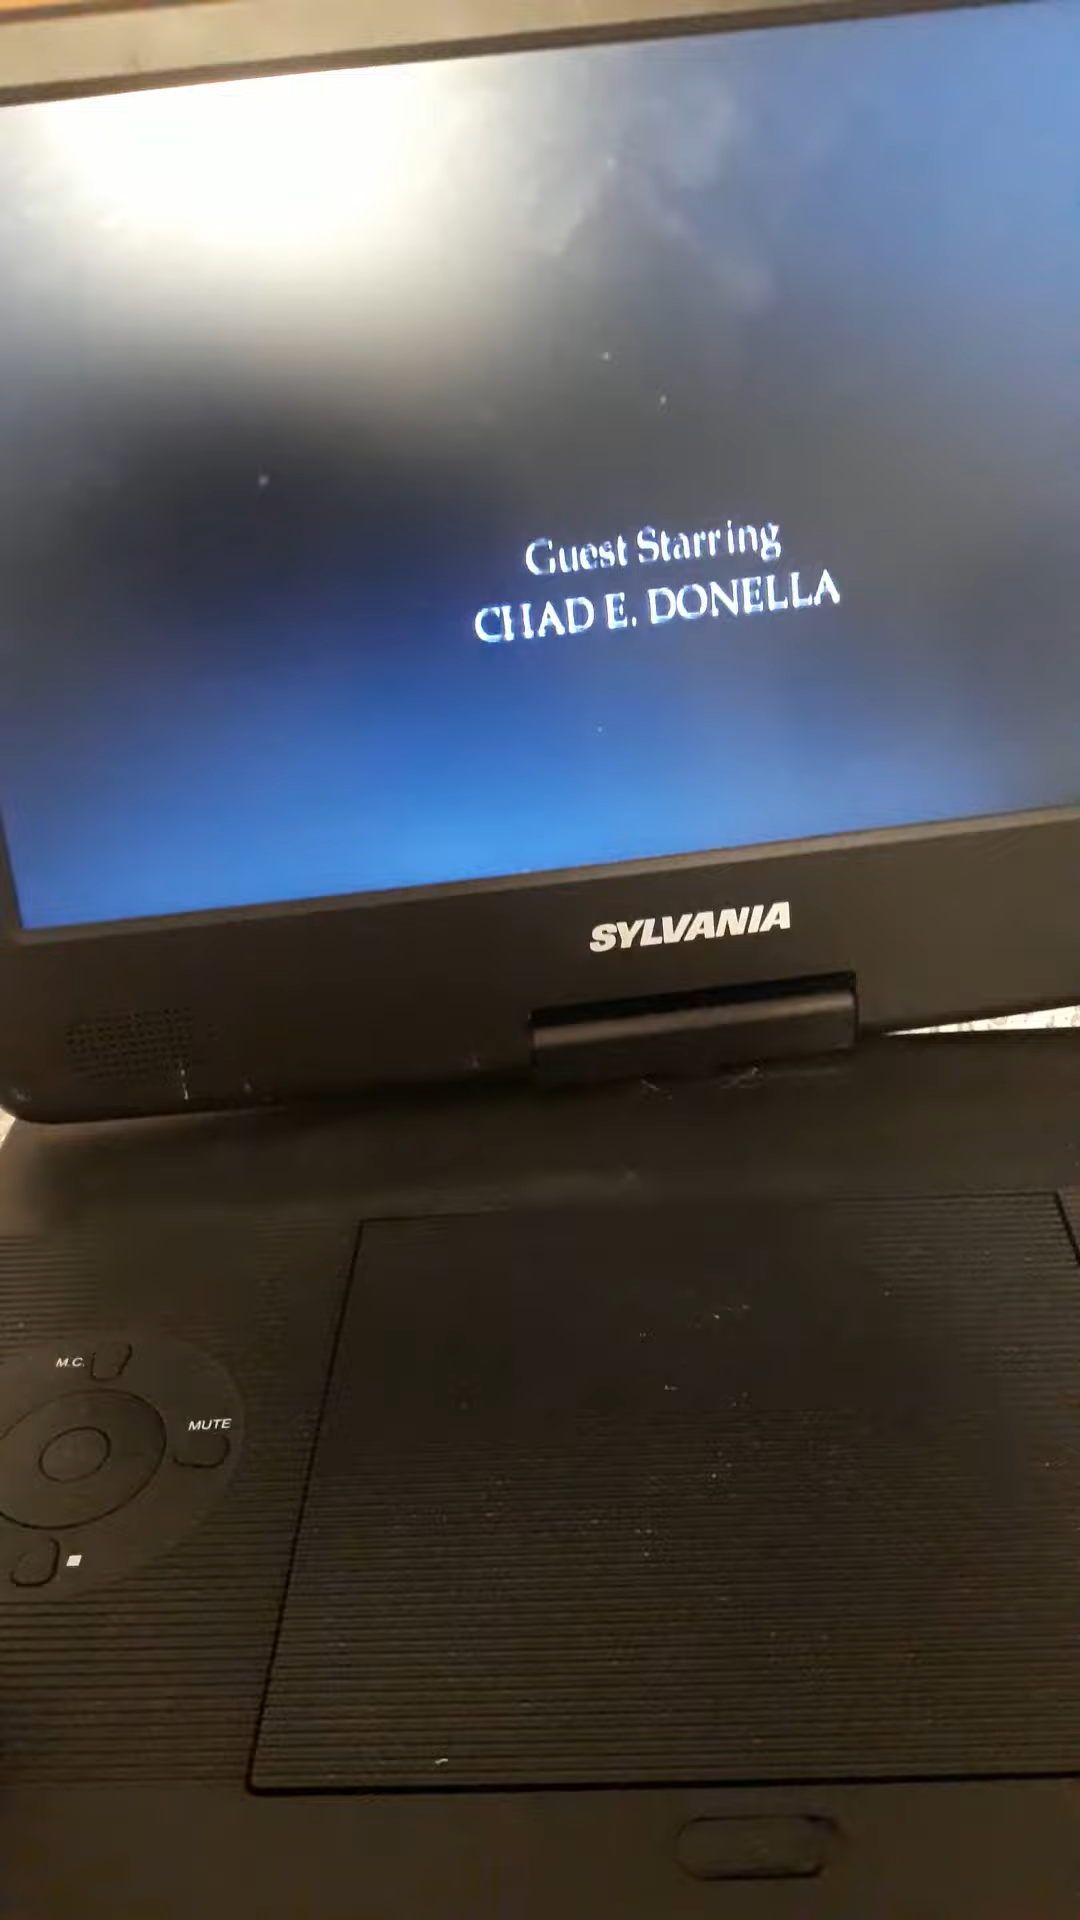 Guest Starring
CHAD E. DONELLA
SYLVANIA
M.C.
MUTE